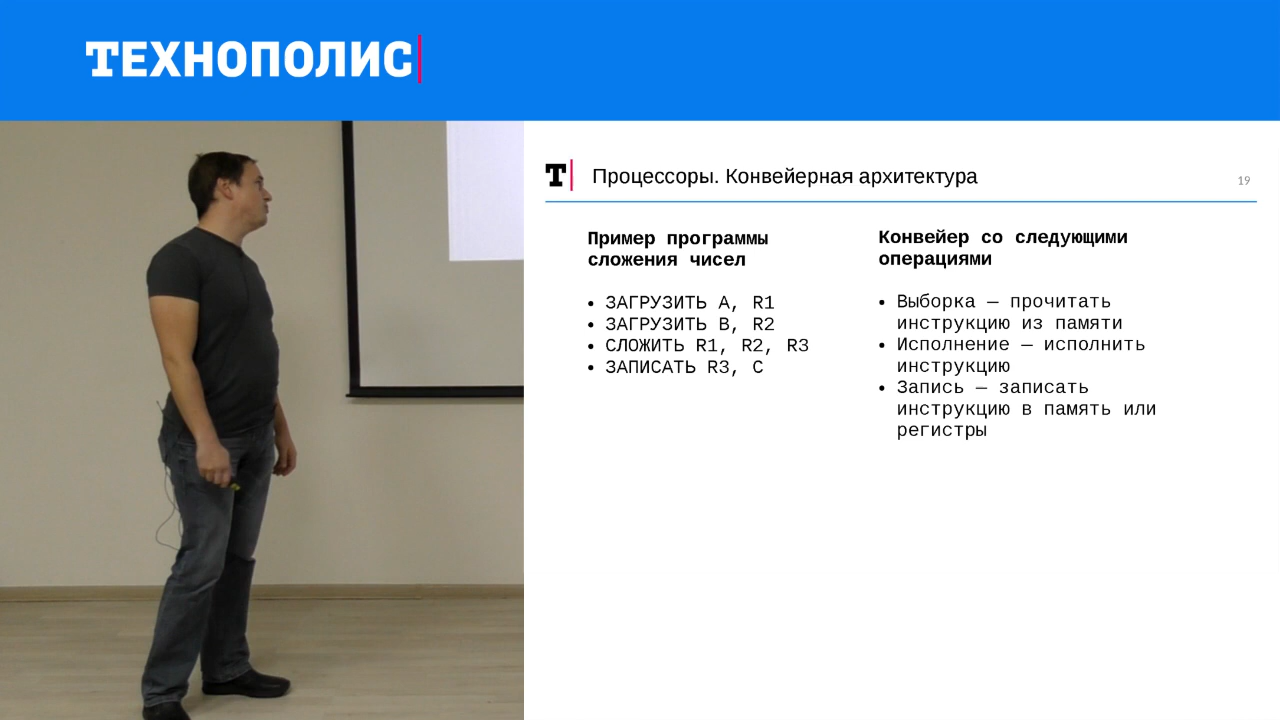 ТЕХНОПОЛИС
Т
Процессоры. Конвейерная архитектура
19
Пример программы
сложения чисел
• ЗАГРУЗИТЬ A, R1
• ЗАГРУЗИТЬ B, R2
• СЛОЖИТЬ R1, R2, R3
• ЗАПИСАТЬ R3, C
Конвейер со следующими
операциями
• Выборка — прочитать
инструкцию из памяти
• Исполнение — исполнить
инструкцию
• Запись — записать
инструкцию в память или
регистры